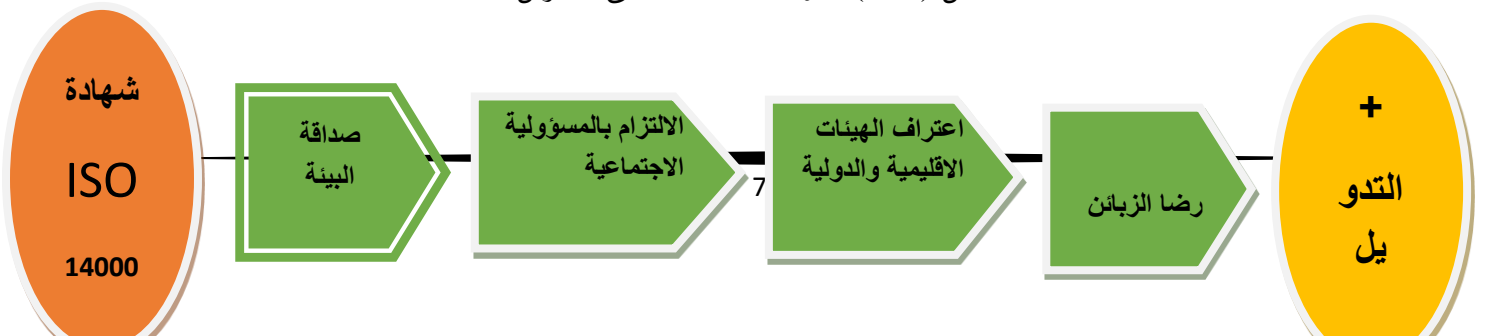 شهادة
ISO
14000
صداقة
البيئة
الالتزام بالمسؤولية
الاجتماعية
7
اعتراف الهيئات
الاقليمية والدولية
رضا الزبائن
+
التدو
يل